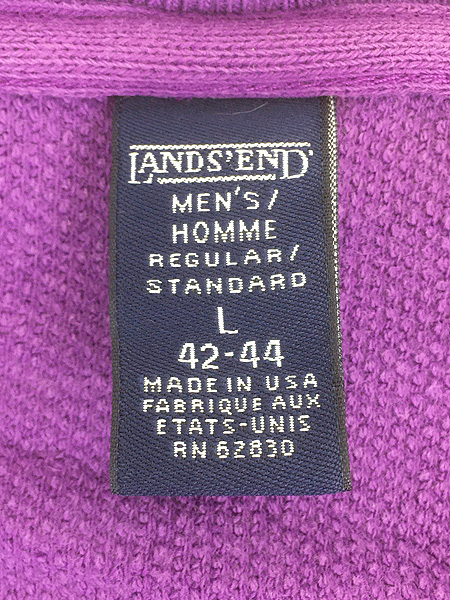 LANDS' END
MEN'S/
HOMME
REGULAR/
STANDARD
L
42-44
MADE IN USA
FABRIQUE AUX
ETATS-UNIS
RN 62830